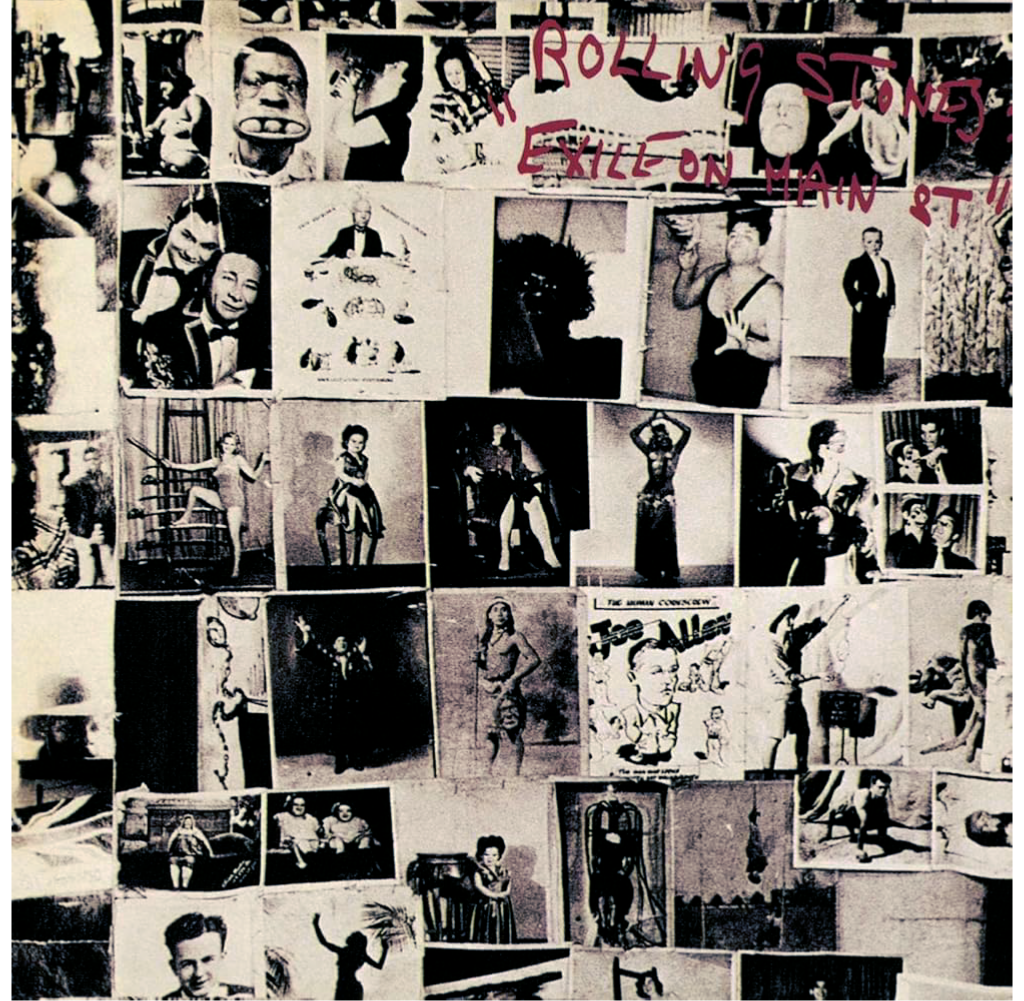 ROLLING STONES
"EXILE ON MAIN ST"
"THE HUMAN CORKSCREW"
Joe Allen